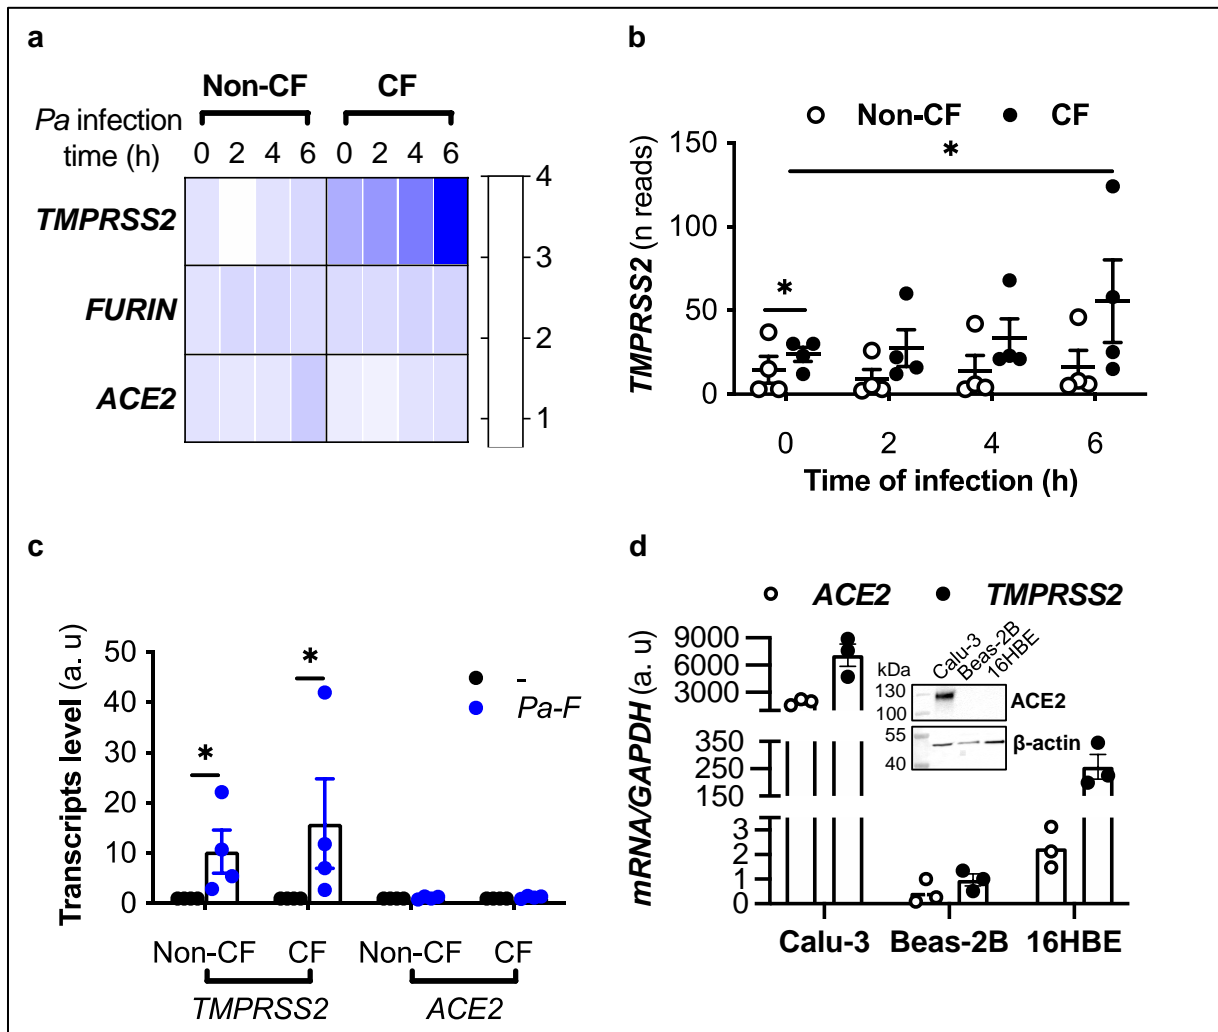 a
Non-CF CF
Pa infection
time (h)
0 2 4 6 0 2 4 6
TMPRSS2
FURIN
ACE2
4
3
2
1
b
Non-CF CF
TMPRSS2 (n reads)
150
100
50
0
*
*
0 2 4 6
Time of infection (h)
c
Transcripts level (a. u)
50
40
30
20
10
0
*
*
-
Pa-F
Non-CF CF Non-CF CF
TMPRSS2 ACE2
d
ACE2 TMPRSS2
mRNA/GAPDH (a. u)
9000
6000
3000
350
250
150
3
2
1
0
kDa
Calu-3
Beas-2B
16HBE
130
100
ACE2
55
40
β-actin
Calu-3 Beas-2B 16HBE